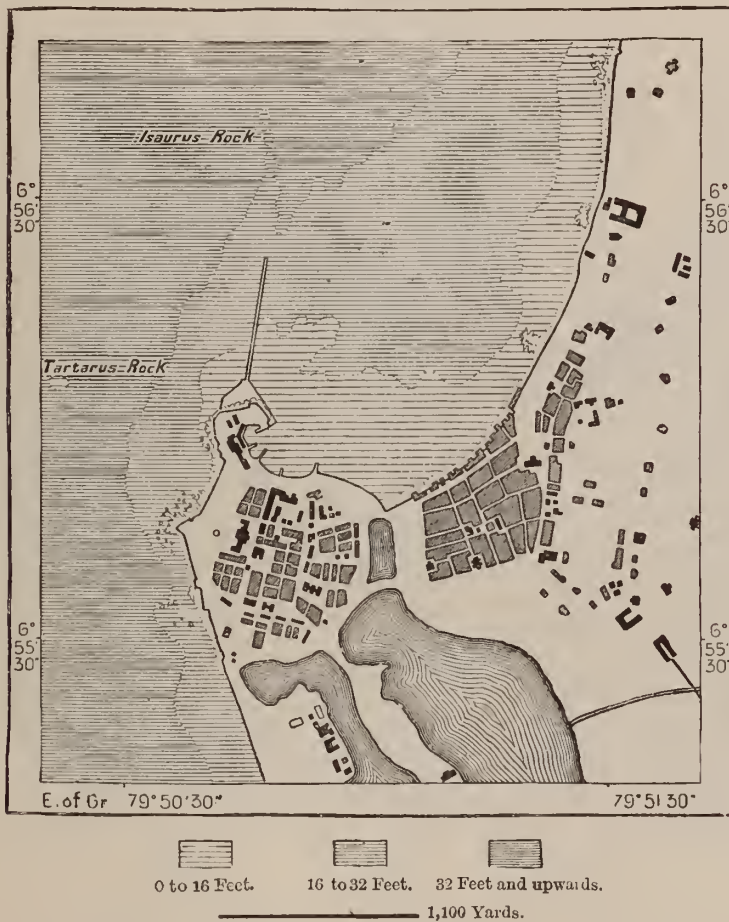 Isaurus-Rock
6°
56'
30"
6°
56
30"
Tartarus-Rock
6°
55'
30"
6°
55'
30"
E. of Gr 79° 50' 30" 79° 51' 30"
0 to 16 Feet. 16 to 32 Feet. 32 Feet and upwards.
1,100 Yards.